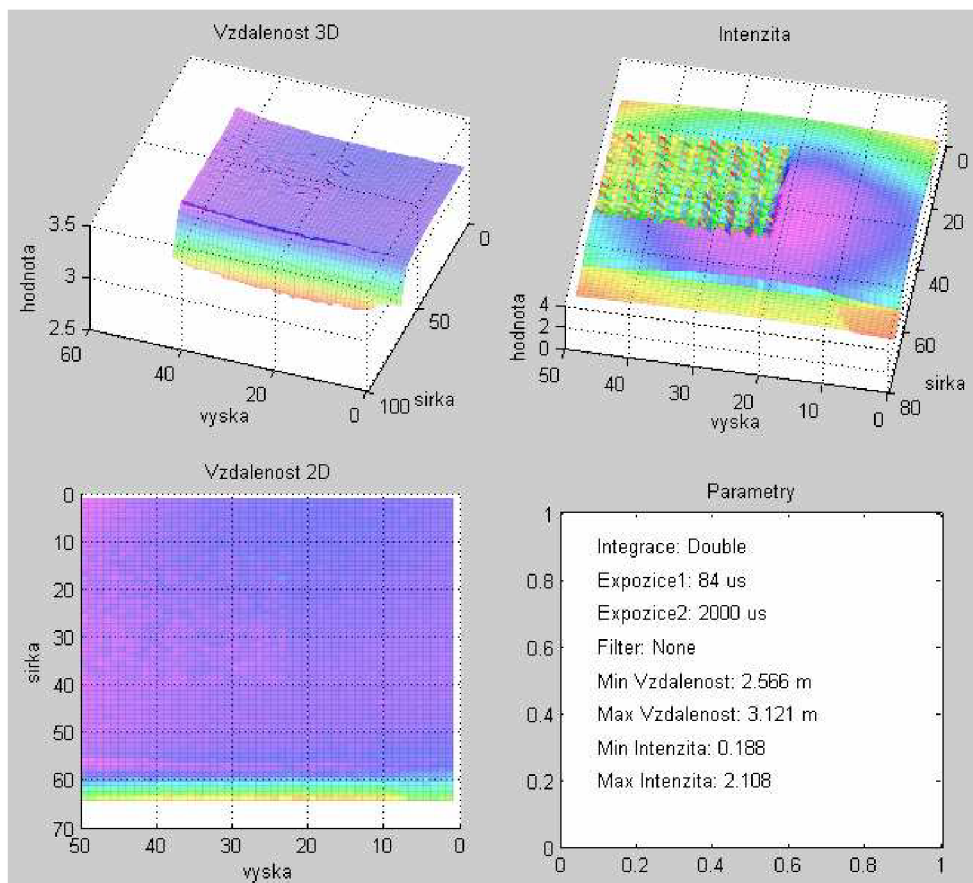 Vzdalenost 3D
3.5
3
2.5
hodnota
60
40
20
0
vyska
0
50
100
sirka
Intenzita
4
2
0
hodnota
50
40
30
20
10
0
vyska
0
20
40
60
80
sirka
Vzdalenost 2D
0
10
20
30
40
50
60
70
sirka
50
40
30
20
10
0
vyska
Parametry
1
0.8
0.6
0.4
0.2
0
Integrace: Double
Expozice1: 84 us
Expozice2: 2000 us
Filter: None
Min Vzdalenost: 2.566 m
Max Vzdalenost: 3.121 m
Min Intenzita: 0.188
Max Intenzita: 2.108
0
0.2
0.4
0.6
0.8
1